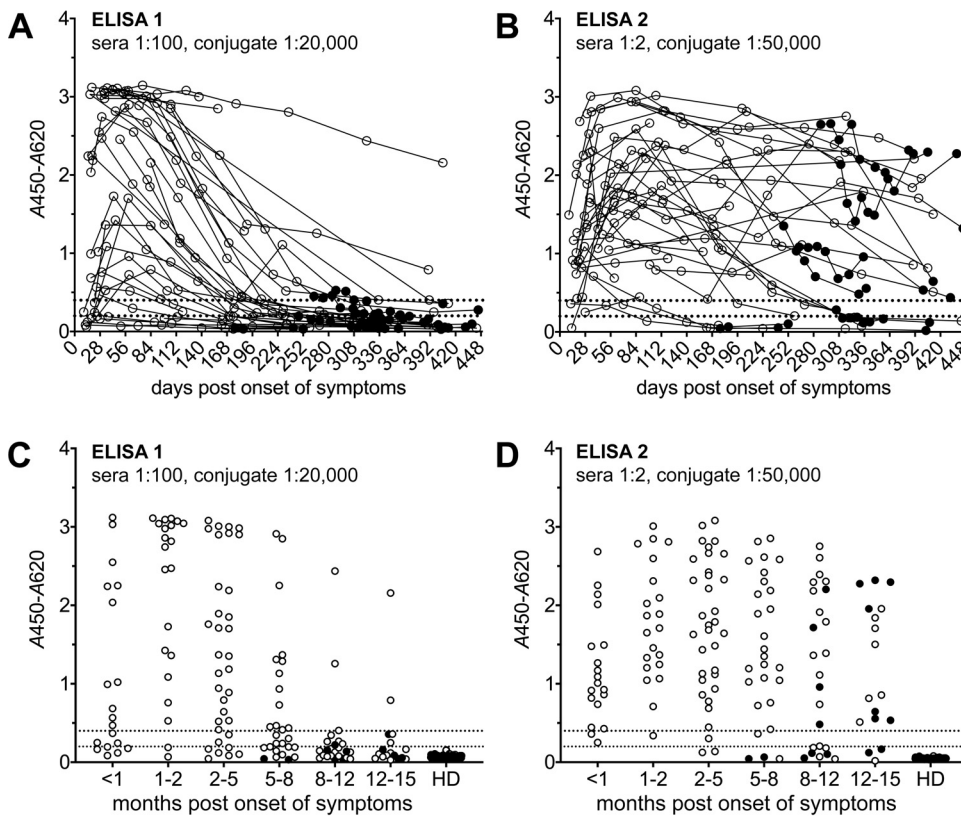 A
ELISA 1
sera 1:100, conjugate 1:20,000
A450-A620
4
3
2
1
0
0 28 56 84 112 140 168 196 224 252 280 308 336 364 392 420 448
days post onset of symptoms
B
ELISA 2
sera 1:2, conjugate 1:50,000
A450-A620
4
3
2
1
0
0 28 56 84 112 140 168 196 224 252 280 308 336 364 392 420 448
days post onset of symptoms
C
ELISA 1
sera 1:100, conjugate 1:20,000
A450-A620
4
3
2
1
0
<1 1-2 2-5 5-8 8-12 12-15 HD
months post onset of symptoms
D
ELISA 2
sera 1:2, conjugate 1:50,000
A450-A620
4
3
2
1
0
<1 1-2 2-5 5-8 8-12 12-15 HD
months post onset of symptoms